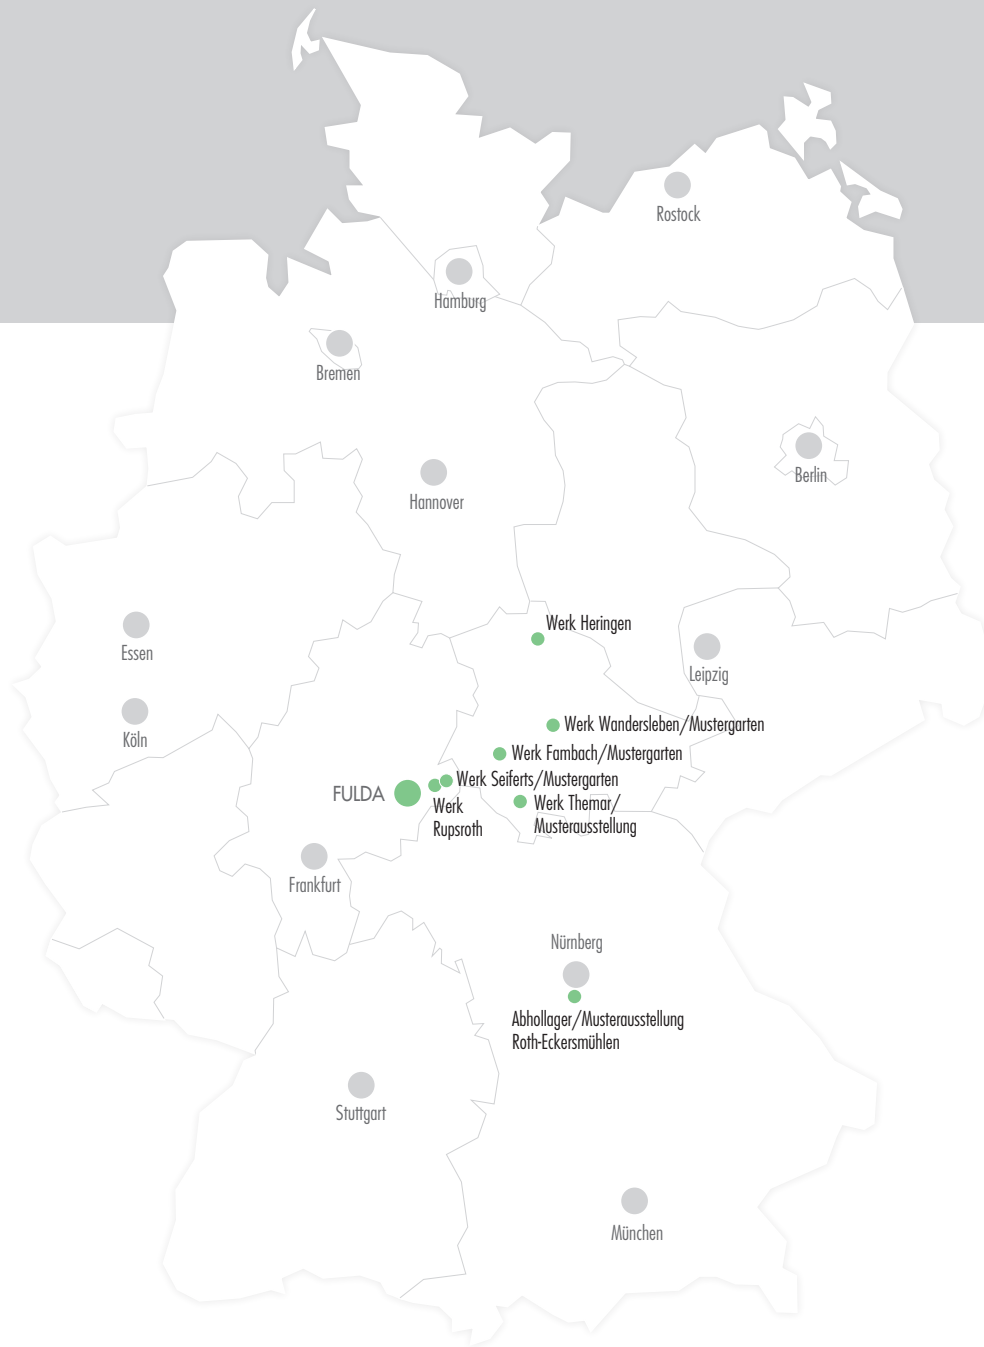 Rostock
Hamburg
Bremen
Berlin
Hannover
Werk Heringen
Essen
Leipzig
Köln
Werk Wandersleben/Mustergarten
Werk Fambach/Mustergarten
Werk Seiferts/Mustergarten
FULDA
Werk
Rupsroth
Werk Themar/
Musterausstellung
Frankfurt
Nürnberg
Abhollager/Musterausstellung
Roth-Eckersmühlen
Stuttgart
München